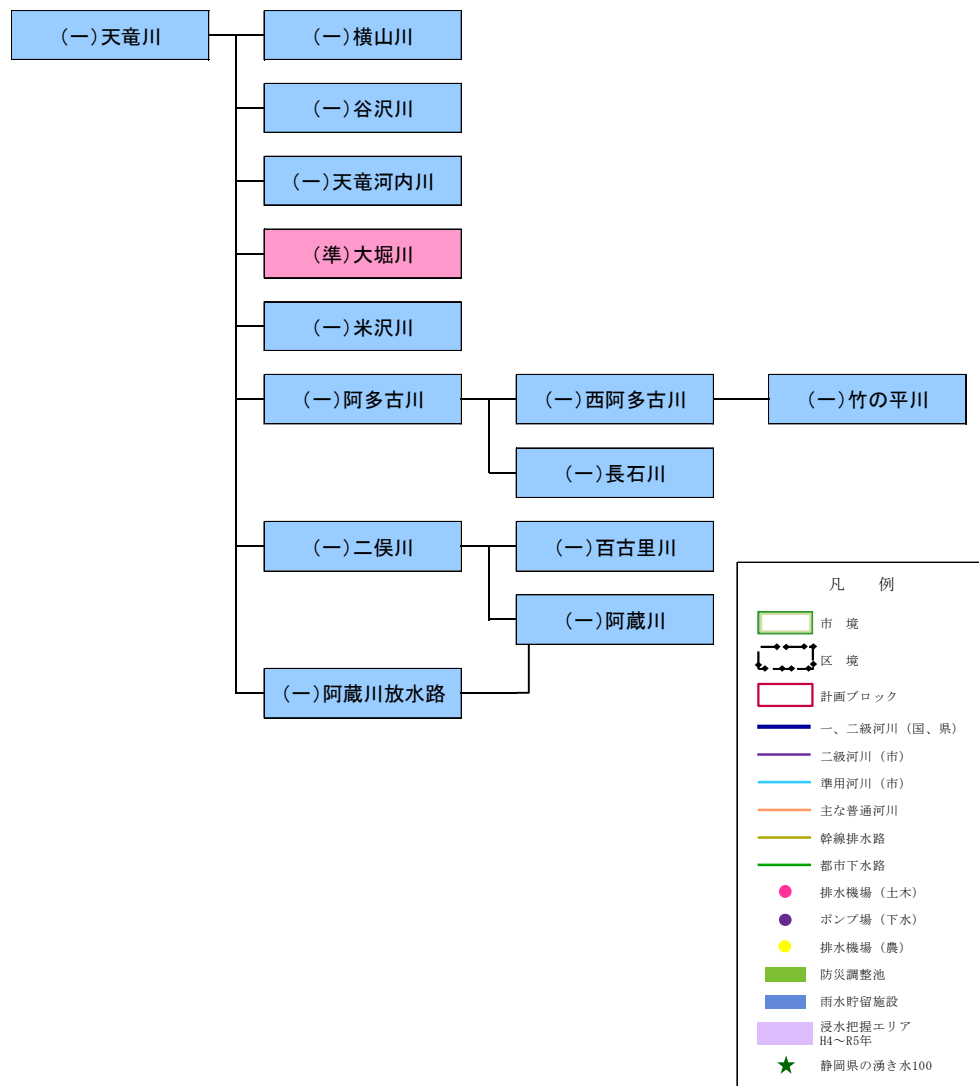 (一)天竜川
(一)横山川
(一)谷沢川
(一)天竜河内川
(準)大堀川
(一)米沢川
(一)阿多古川
(一)西阿多古川
(一)竹の平川
(一)長石川
(一)二俣川
(一)百古里川
(一)阿蔵川
(一)阿蔵川放水路
凡　例
市　境
区　境
計画ブロック
一、二級河川（国、県）
二級河川（市）
準用河川（市）
主な普通河川
幹線排水路
都市下水路
排水機場（土木）
ポンプ場（下水）
排水機場（農）
防災調整池
雨水貯留施設
浸水把握エリア
H4～R5年
静岡県の湧き水100